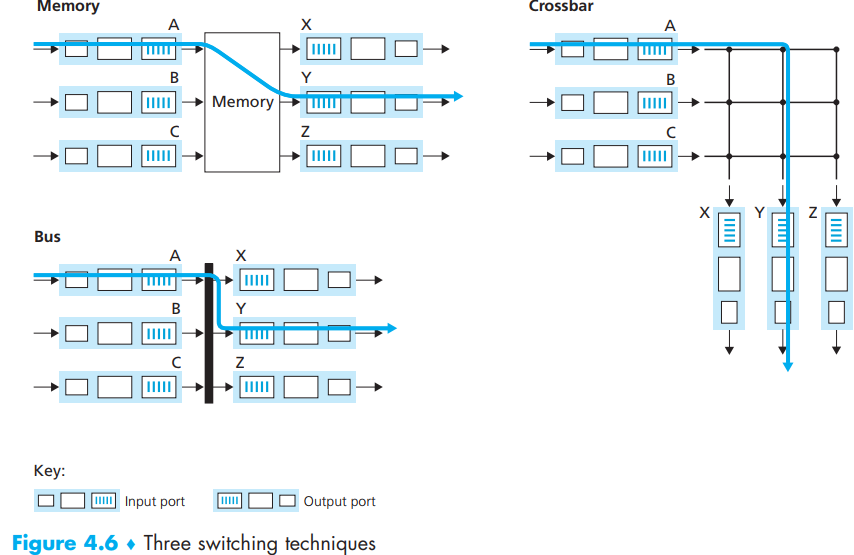 Memory
A
X
B
Y
Memory
C
Z
Crossbar
A
B
C
X
Y
Z
Bus
A
X
B
Y
C
Z
Key:
Input port
Output port
Figure 4.6 ♦ Three switching techniques